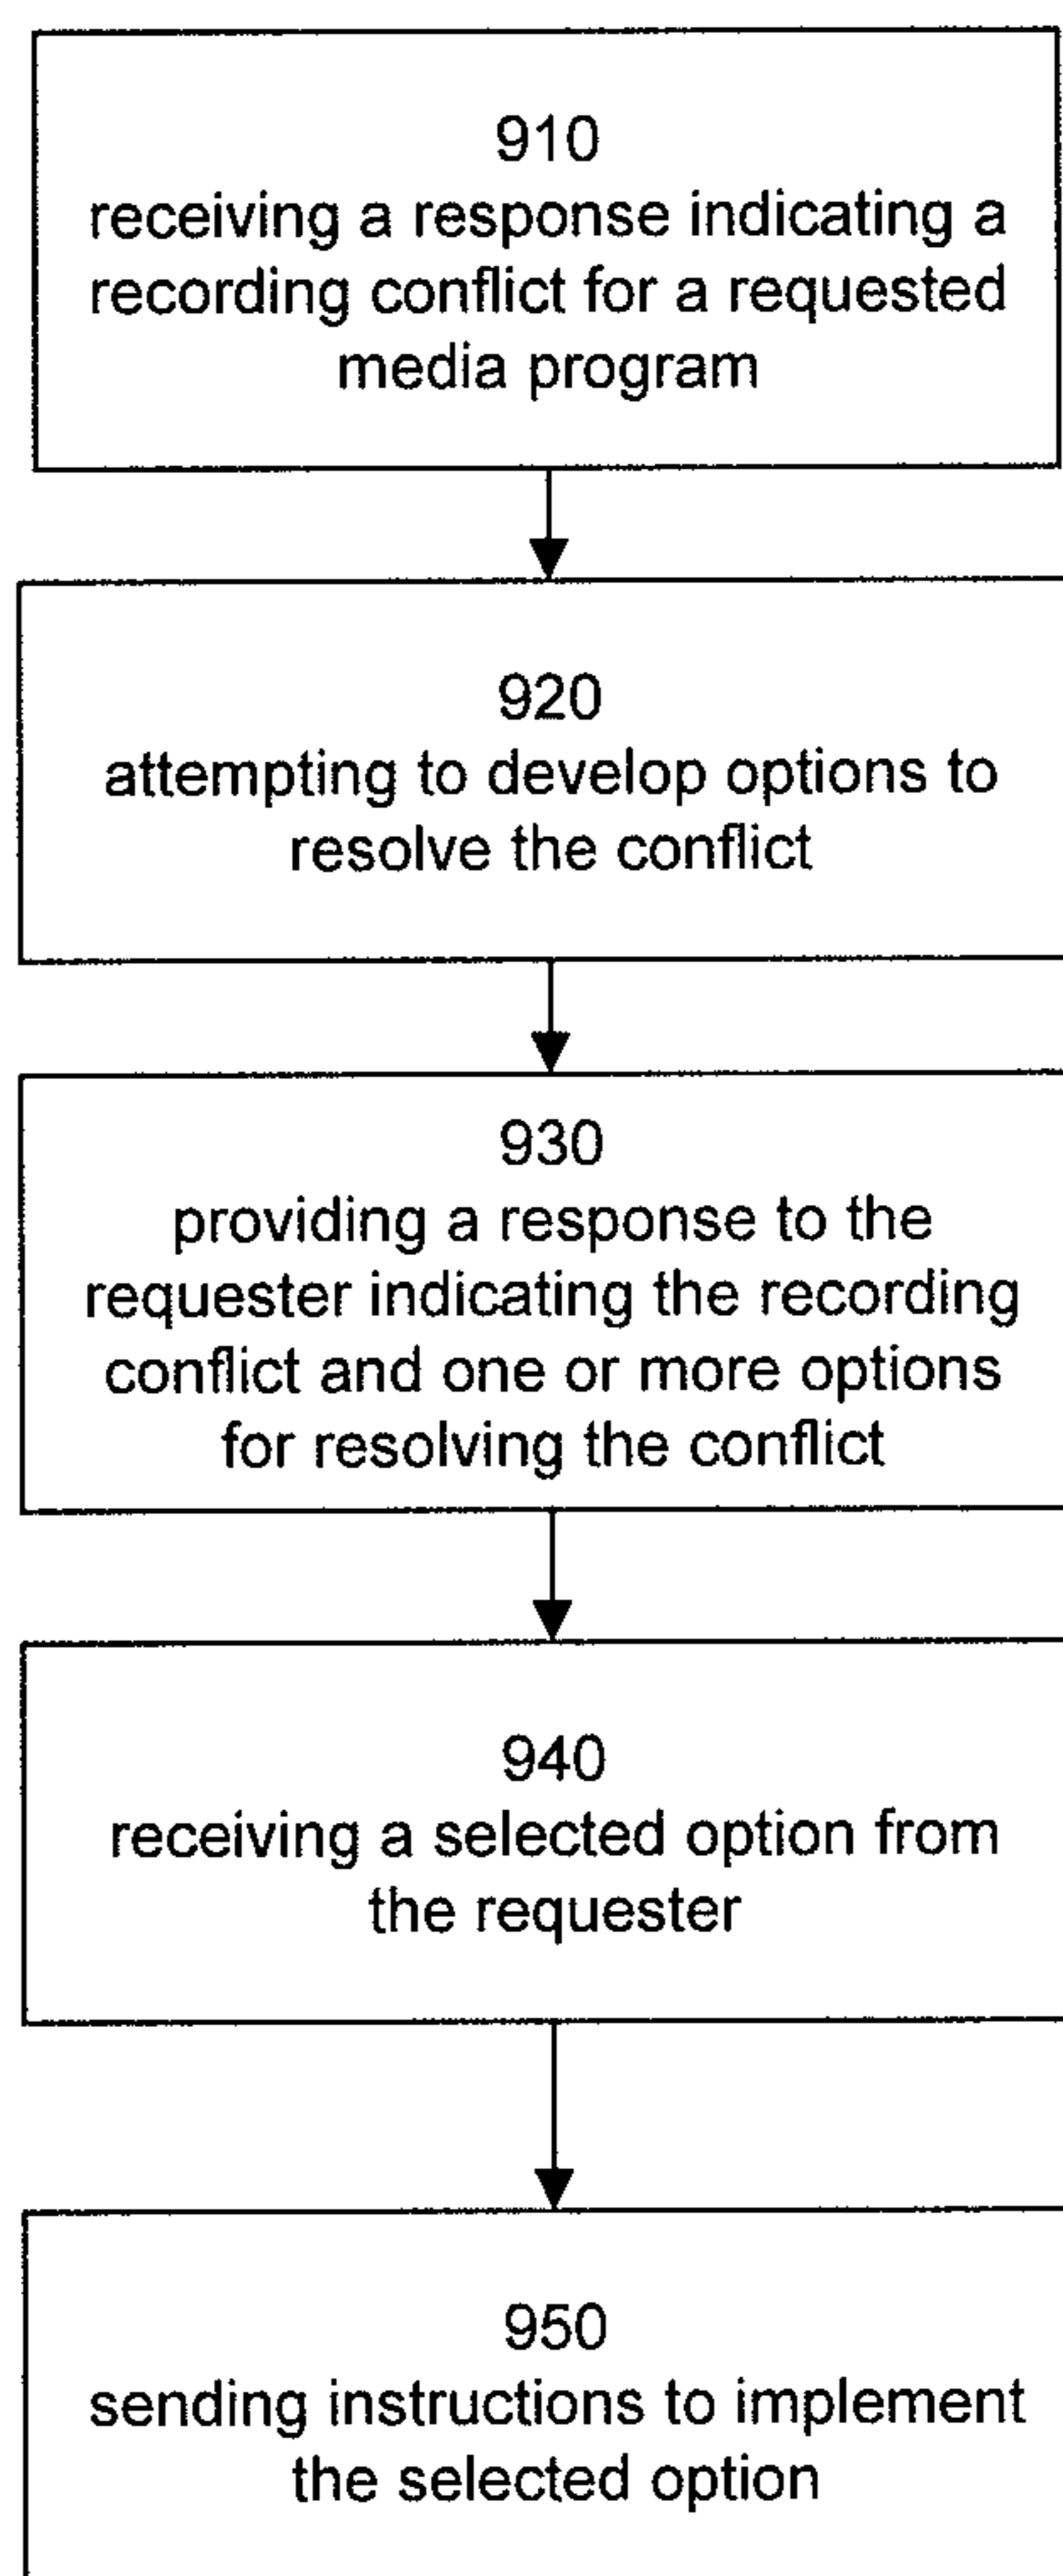 910
receiving a response indicating a
recording conflict for a requested
media program
920
attempting to develop options to
resolve the conflict
930
providing a response to the
requester indicating the recording
conflict and one or more options
for resolving the conflict
940
receiving a selected option from
the requester
950
sending instructions to implement
the selected option